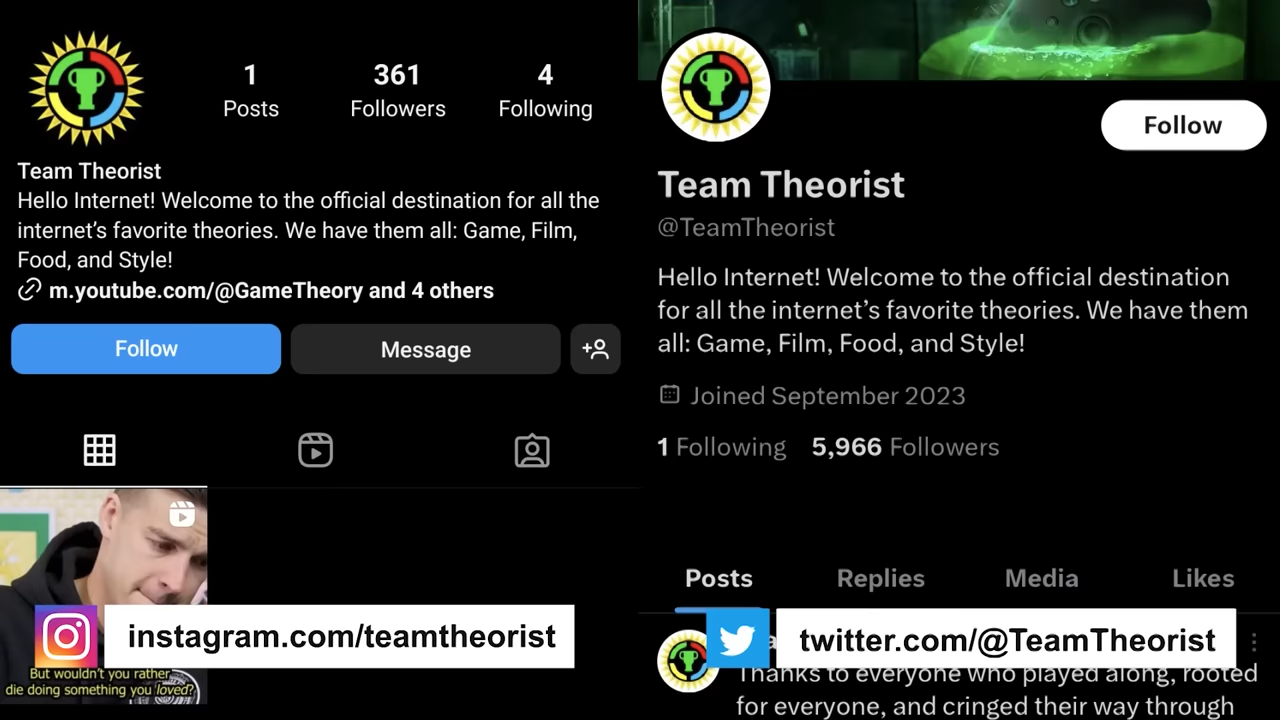 1
Posts
361
Followers
4
Following
Team Theorist
Hello Internet! Welcome to the official destination for all the
internet’s favorite theories. We have them all: Game, Film,
Food, and Style!
m.youtube.com/@GameTheory and 4 others
Follow
Message
But wouldn't you rather
die doing something you loved?
instagram.com/teamtheorist
Follow
Team Theorist
@TeamTheorist
Hello Internet! Welcome to the official destination
for all the internet’s favorite theories. We have them
all: Game, Film, Food, and Style!
Joined September 2023
1 Following 5,966 Followers
Posts Replies Media Likes
twitter.com/@TeamTheorist
Thanks to everyone who played along, rooted
for everyone, and cringed their way through